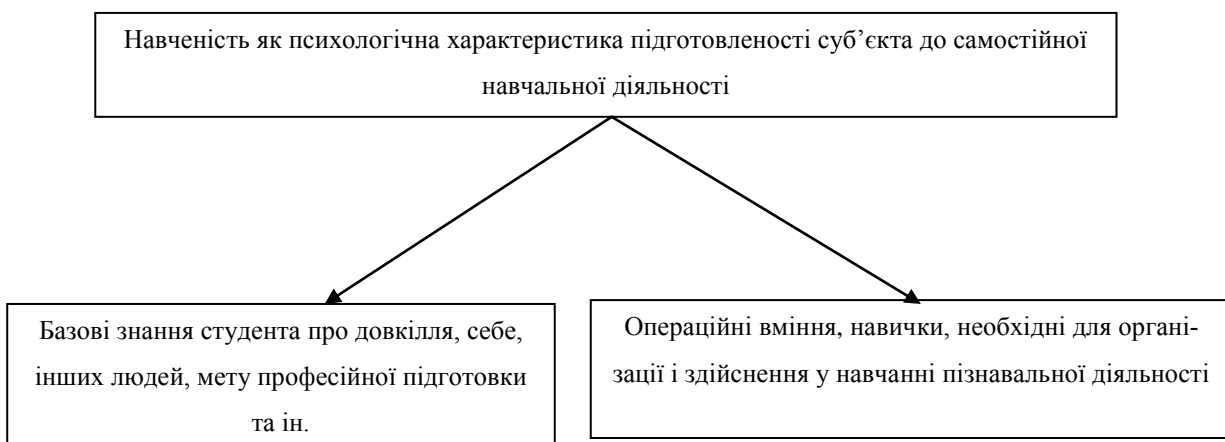 Навченість як психологічна характеристика підготовленості суб’єкта до самостійної
навчальної діяльності
Базові знання студента про довкілля, себе,
інших людей, мету професійної підготовки
та ін.
Операційні вміння, навички, необхідні для органі-
зації і здійснення у навчанні пізнавальної діяльності